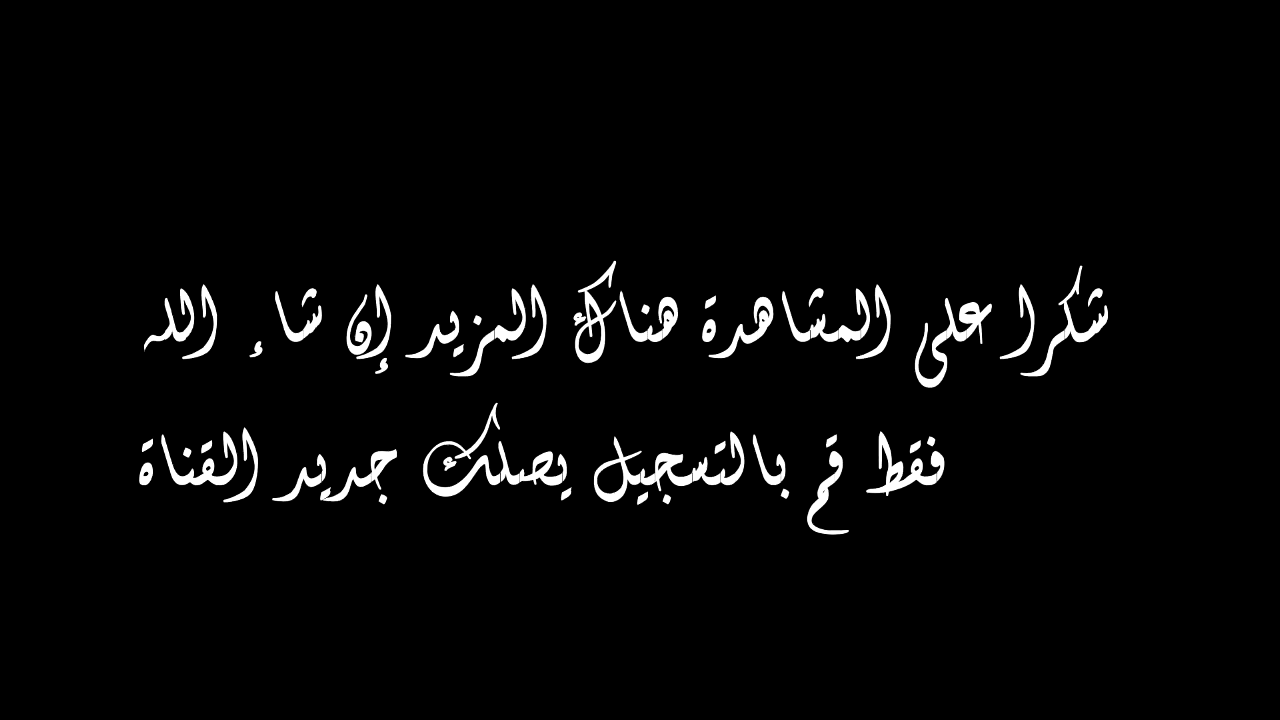 شكرا على المشاهدة هناك المزيد إن شاء الله
فقط قم بالتسجيل يصلك جديد القناة